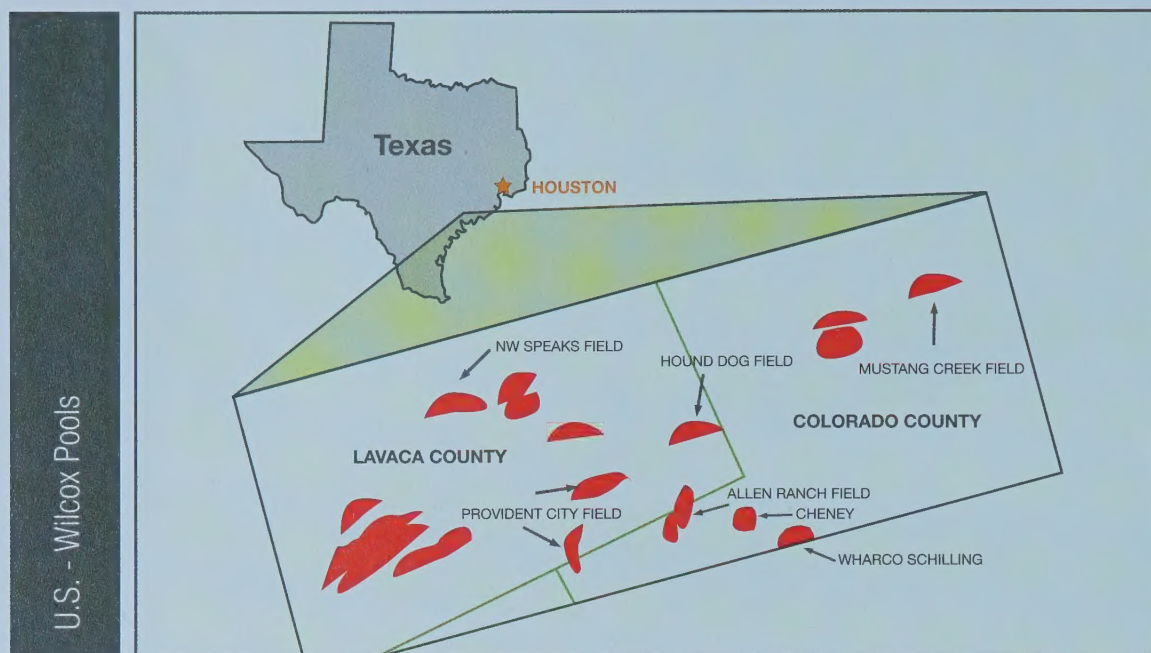 U.S. - Wilcox Pools
Texas
HOUSTON
NW SPEAKS FIELD
HOUND DOG FIELD
MUSTANG CREEK FIELD
COLORADO COUNTY
LAVACA COUNTY
ALLEN RANCH FIELD
PROVIDENT CITY FIELD
CHENEY
WHARCO SCHILLING